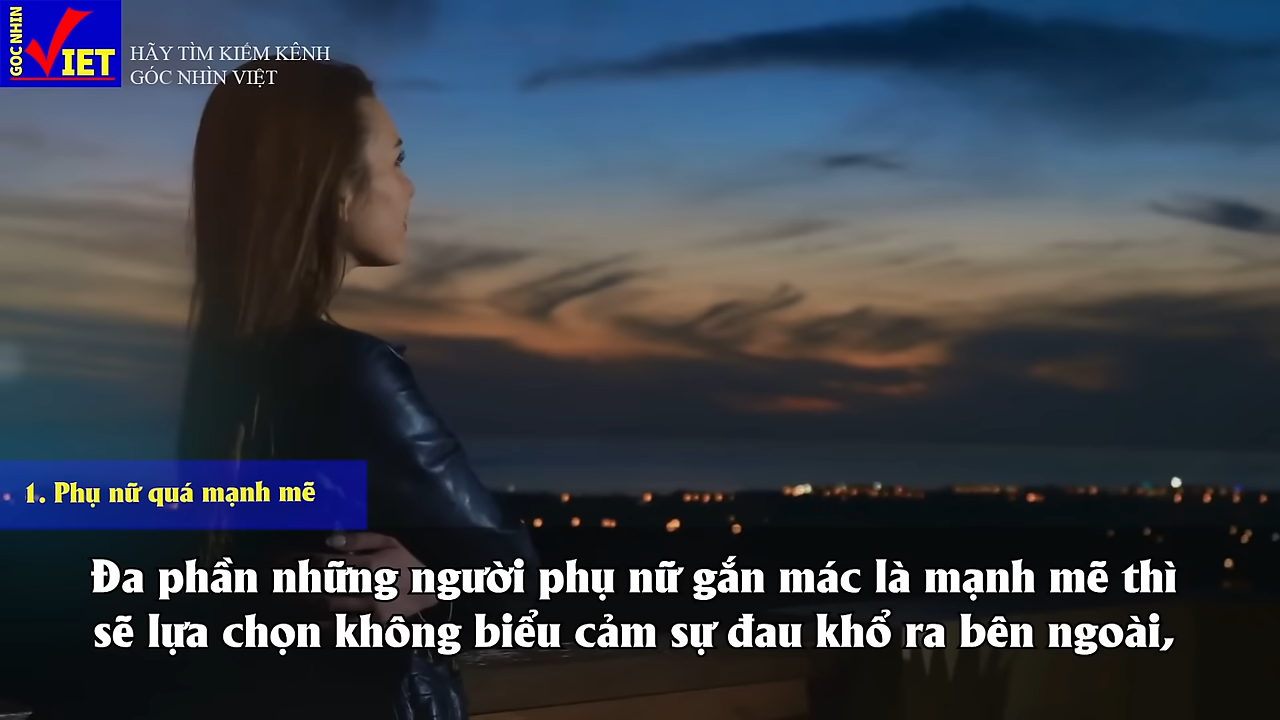 GOC NHIN
VIET
HÃY TÌM KIẾM KÊNH
GÓC NHÌN VIỆT
1. Phụ nữ quá mạnh mẽ
Đa phần những người phụ nữ gắn mác là mạnh mẽ thì
sẽ lựa chọn không biểu cảm sự đau khổ ra bên ngoài,